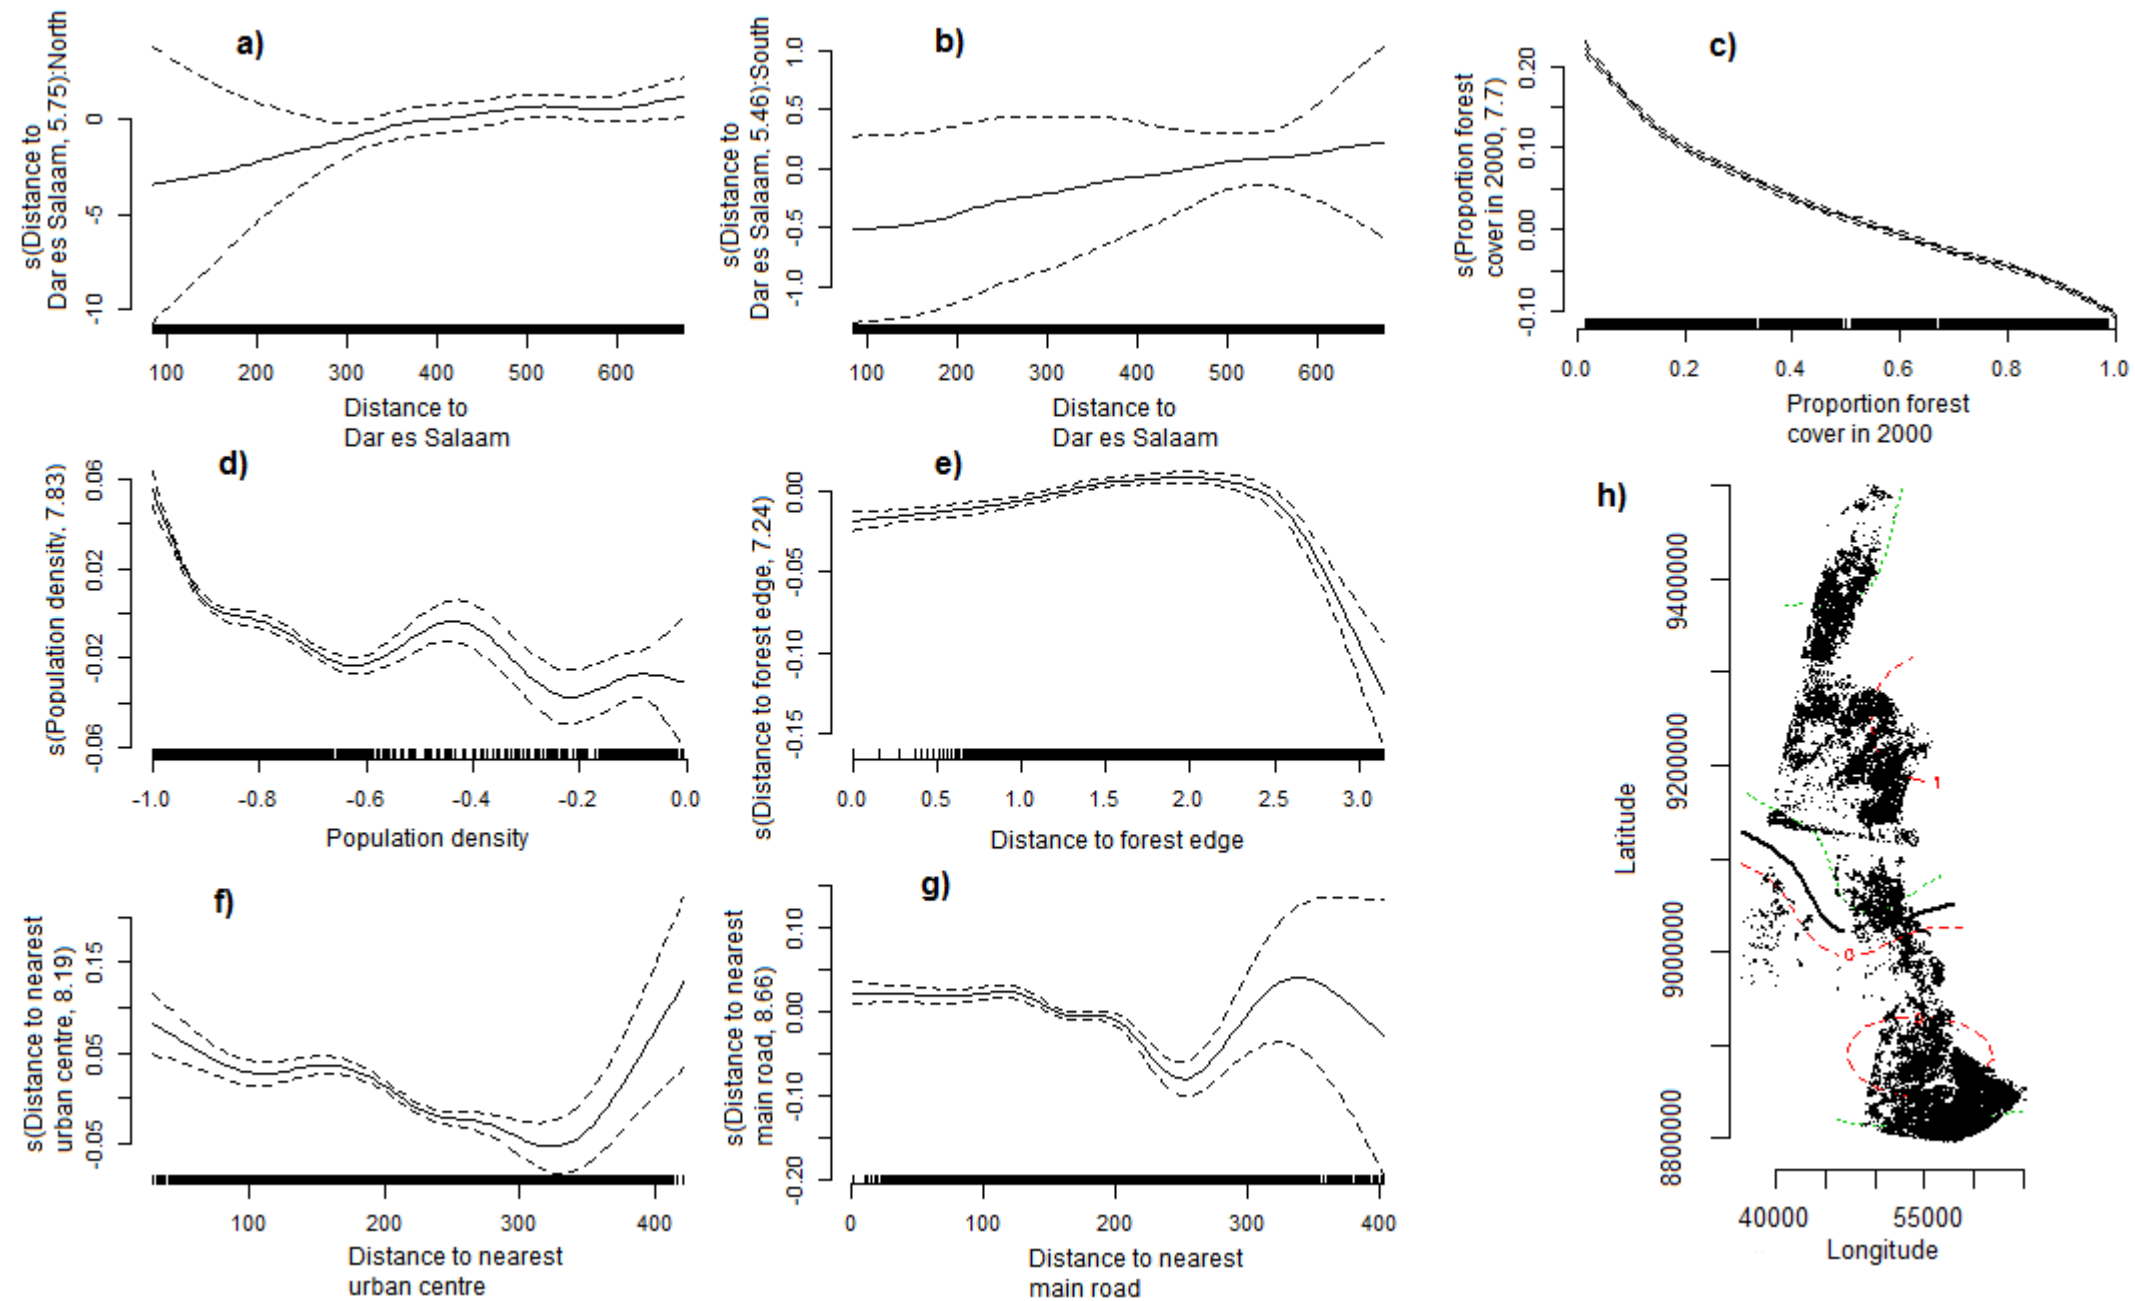 a)
s(Distance to
Dar es Salaam, 5.75):North
0
-5
-10
100 200 300 400 500 600
Distance to
Dar es Salaam
b)
s(Distance to
Dar es Salaam, 5.46):South
1.0
0.5
0.0
-0.5
-1.0
100 200 300 400 500 600
Distance to
Dar es Salaam
c)
s(Proportion forest
cover in 2000, 7.7)
0.20
0.10
0.00
-0.10
0.0 0.2 0.4 0.6 0.8 1.0
Proportion forest
cover in 2000
d)
s(Population density, 7.83)
0.06
0.02
-0.02
-0.06
-1.0 -0.8 -0.6 -0.4 -0.2 0.0
Population density
e)
s(Distance to forest edge, 7.24)
0.00
-0.05
-0.10
-0.15
0.0 0.5 1.0 1.5 2.0 2.5 3.0
Distance to forest edge
f)
s(Distance to nearest
urban centre, 8.19)
0.15
0.05
-0.05
100 200 300 400
Distance to nearest
urban centre
g)
s(Distance to nearest
main road, 8.66)
0.10
0.00
-0.10
-0.20
0 100 200 300 400
Distance to nearest
main road
h)
Latitude
9400000
9200000
9000000
8800000
1
0
40000 55000
Longitude